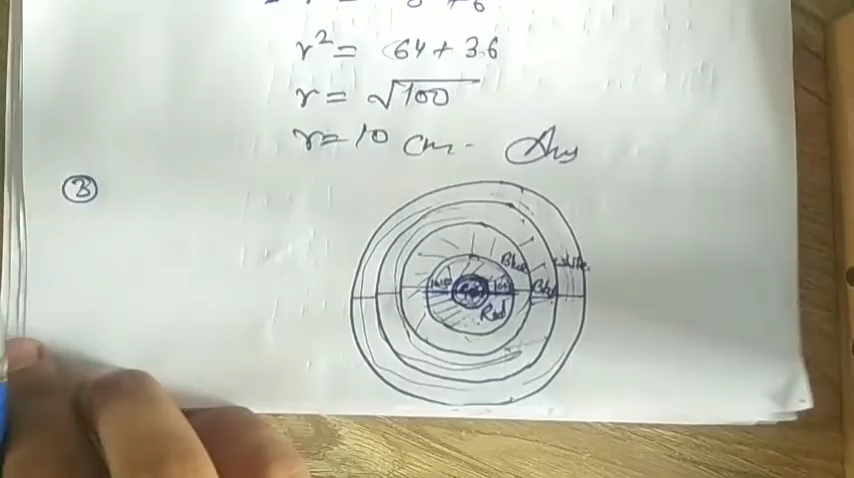 r² = 64 + 36
r = √100
r = 10 cm. Ans
3
Blue
white
Blue
Red